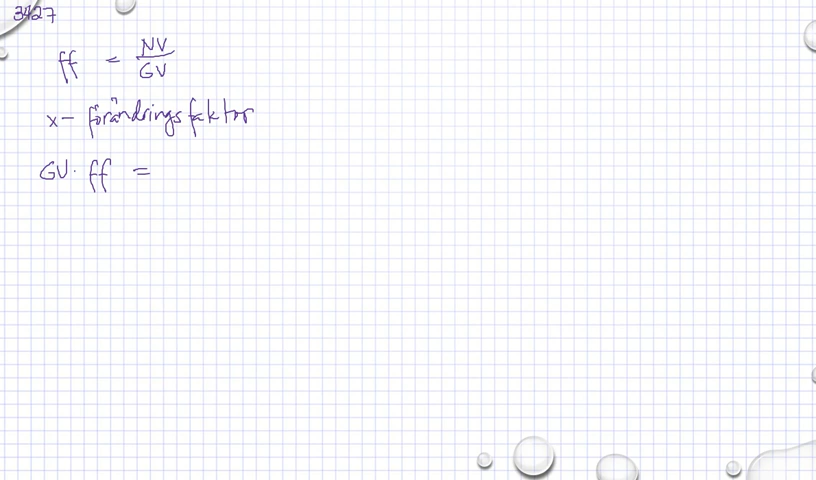 3427
ff = NV/GV
x - förändringsfaktor
GV · ff =